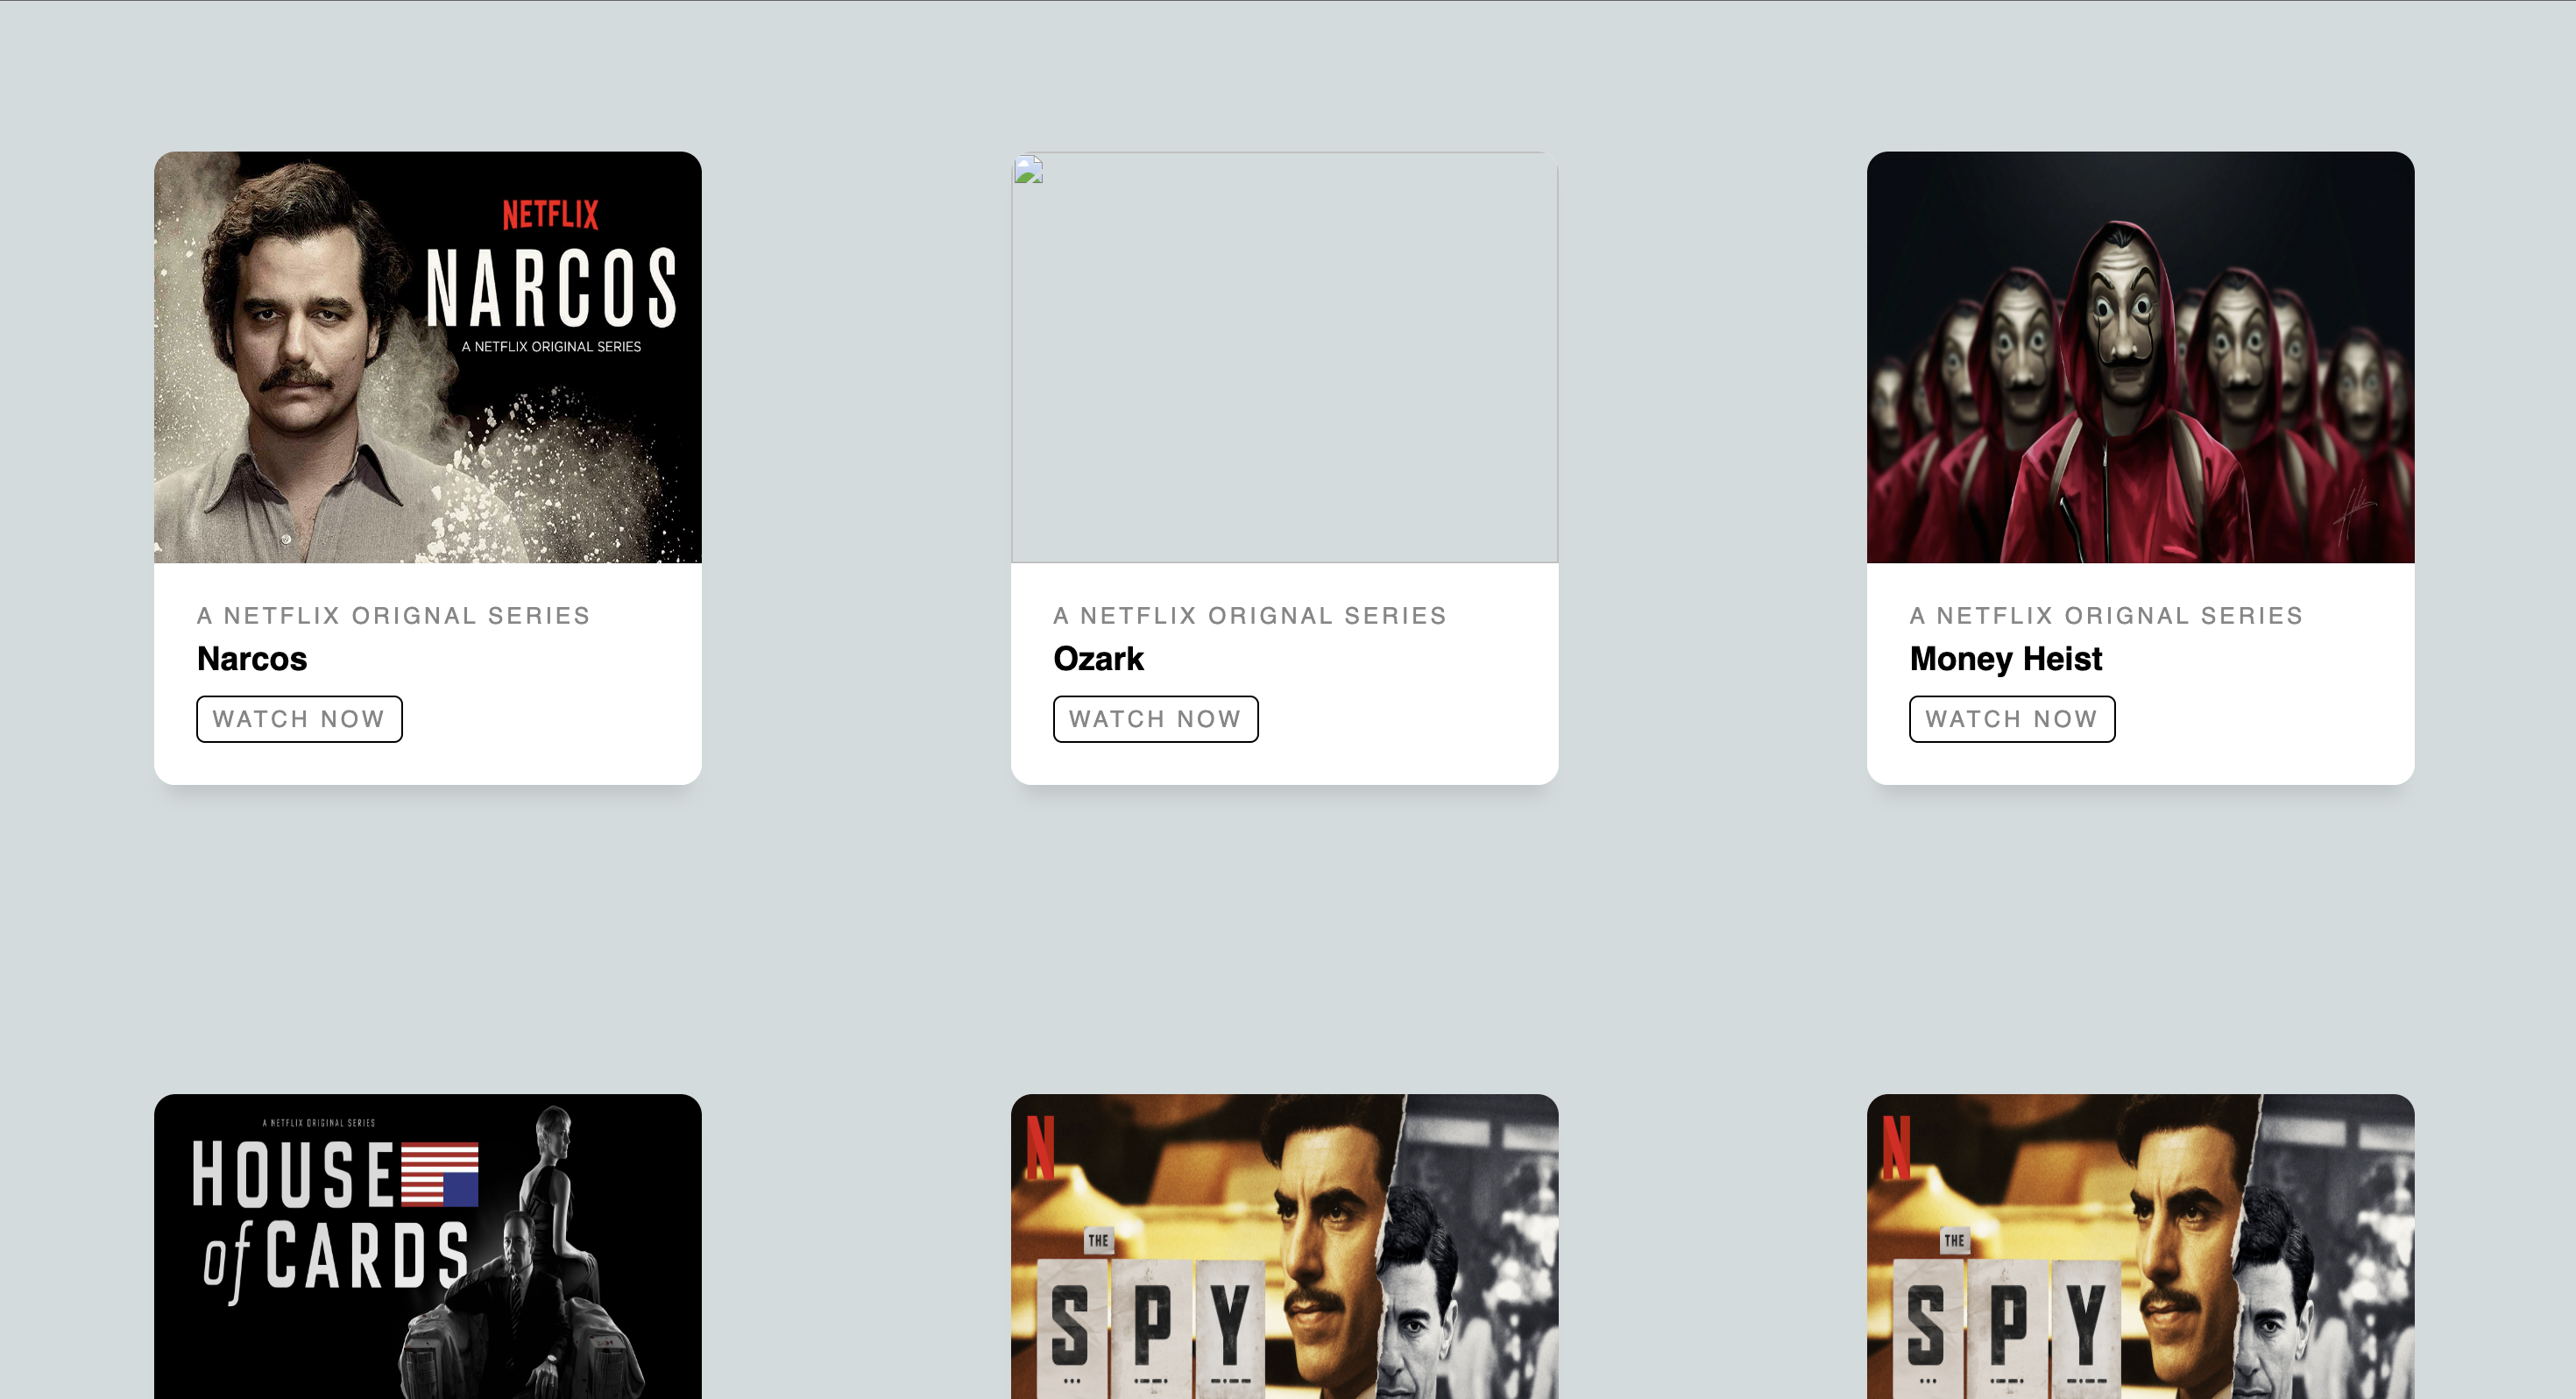 NETFLIX
NARCOS
A NETFLIX ORIGINAL SERIES
A NETFLIX ORIGNAL SERIES
Narcos
WATCH NOW
A NETFLIX ORIGNAL SERIES
Ozark
WATCH NOW
A NETFLIX ORIGNAL SERIES
Money Heist
WATCH NOW
A NETFLIX ORIGINAL SERIES
HOUSE
of CARDS
N
THE
SPY
N
THE
SPY